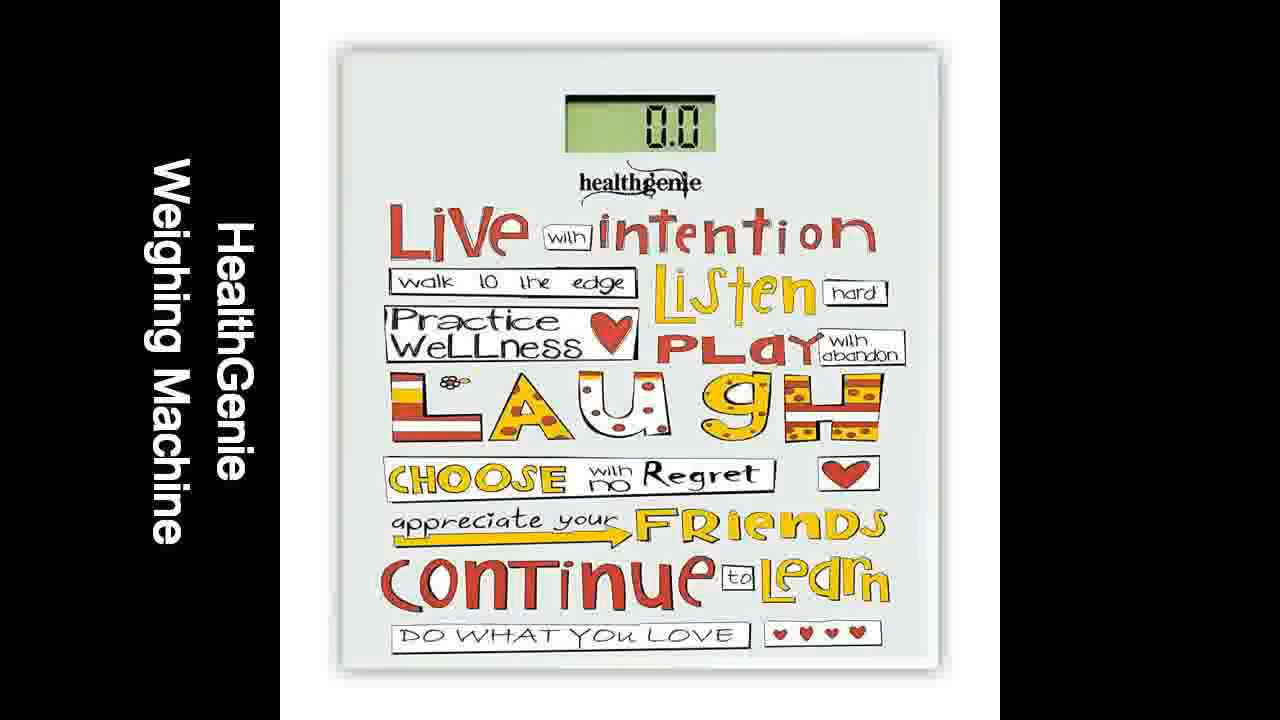 HealthGenie
Weighing Machine
0.0
healthgenie
Live with intention
walk to the edge
Listen hard
Practice
Wellness
PLay with abandon
LAugH
CHOOSE with no Regret
appreciate your FRienDS
CONTINUE to Learn
DO WHAT YOu LOVE